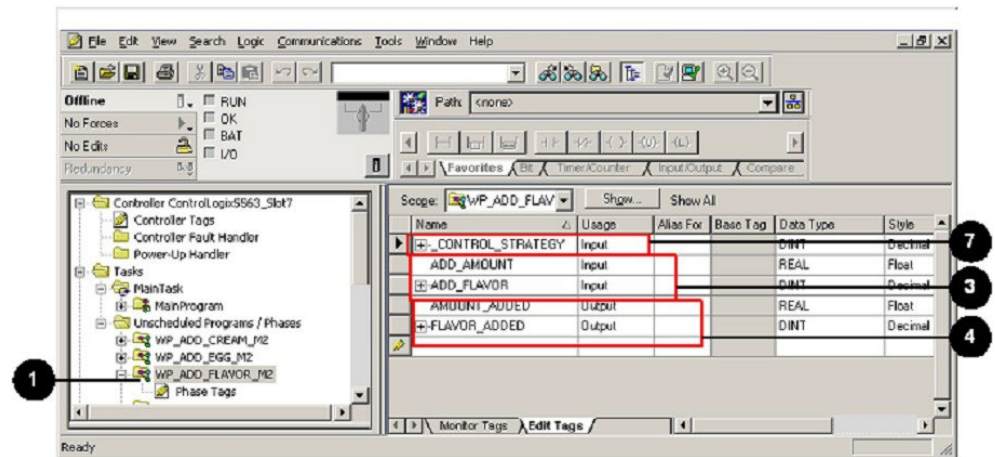 File Edit View Search Logic Communications Tools Window Help
Offline RUN
No Forces OK
No Edits BAT
Redundancy I/O
Path: <none>
Favorites Bit Timer/Counter Input/Output Compare
Controller ControlLogix5563_Slot7
Controller Tags
Controller Fault Handler
Power-Up Handler
Tasks
MainTask
MainProgram
Unscheduled Programs / Phases
WP_ADD_CREAM_M2
WP_ADD_EGG_M2
WP_ADD_FLAVOR_M2
Phase Tags
1
Scope: WP_ADD_FLAV Show... Show All
Name Usage Alias For Base Tag Data Type Style
_CONTROL_STRATEGY Input DINT Decimal
7
ADD_AMOUNT Input REAL Float
ADD_FLAVOR Input DINT Decimal
3
AMOUNT_ADDED Output REAL Float
FLAVOR_ADDED Output DINT Decimal
4
Monitor Tags Edit Tags
Ready